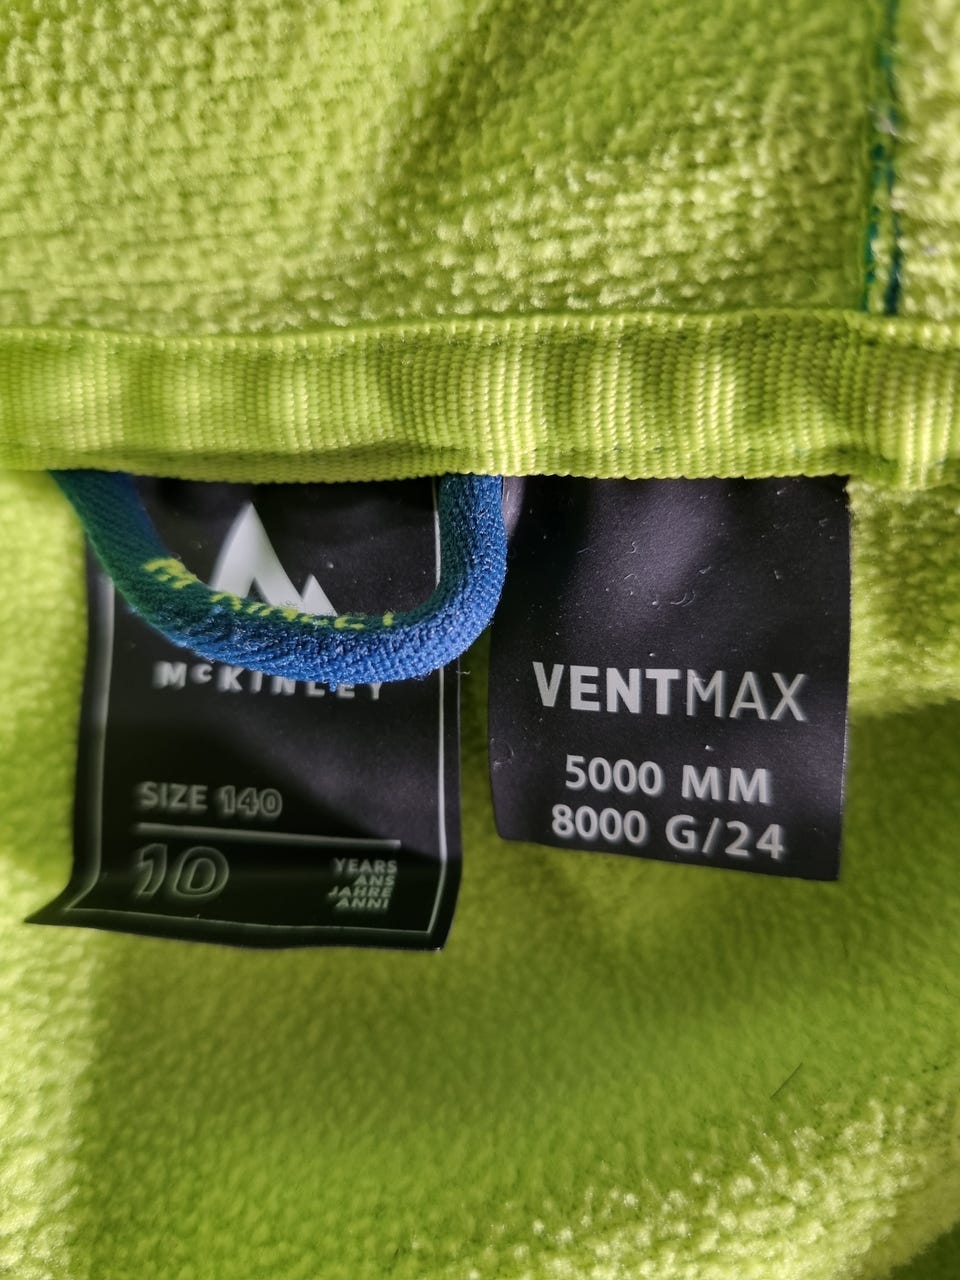 McKINLEY
SIZE 140
10
YEARS
ANS
JAHRE
ANNI
VENTMAX
5000 MM
8000 G/24